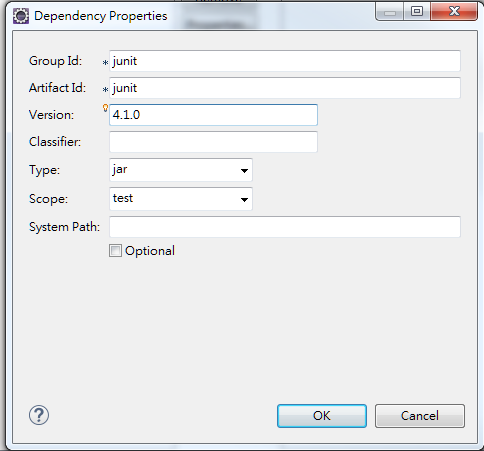 Dependency Properties
Group Id: * junit
Artifact Id: * junit
Version: 4.1.0
Classifier:
Type: jar
Scope: test
System Path:
Optional
? OK Cancel